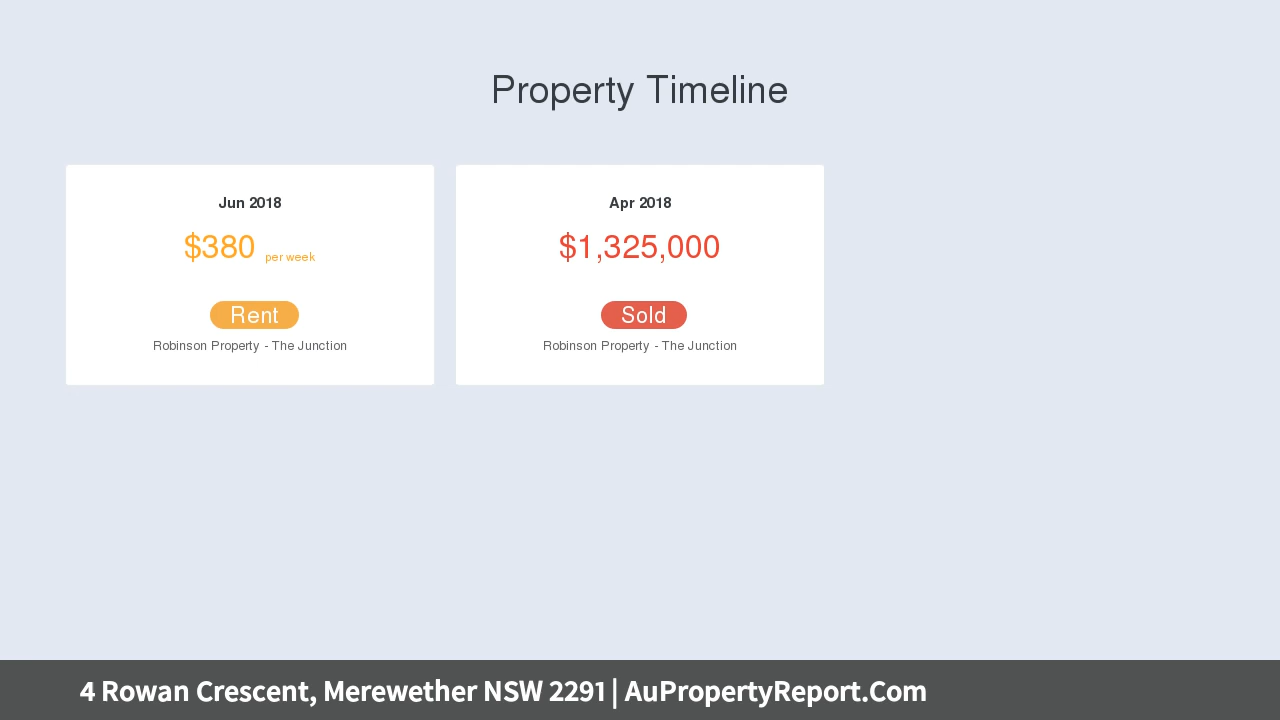 Property Timeline
Jun 2018
$380 per week
Rent
Robinson Property - The Junction
Apr 2018
$1,325,000
Sold
Robinson Property - The Junction
4 Rowan Crescent, Merewether NSW 2291 | AuPropertyReport.Com